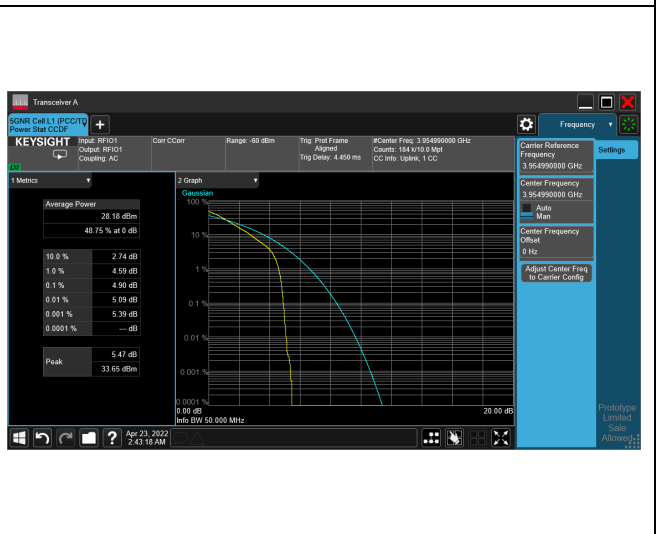 Transceiver A
5GNR Cell L1 (PCC/TD
Power Stat CCDF
+
Frequency
KEYSIGHT
Input: RFIO1
Output: RFIO1
Coupling: AC
Corr CCorr
Range: -60 dBm
Trig: Prot Frame
Aligned
Trig Delay: 4.450 ms
#Center Freq: 3.954990000 GHz
Counts: 184 k/10.0 Mpt
CC Info: Uplink, 1 CC
Carrier Reference
Frequency
3.954990000 GHz
Settings
Center Frequency
3.954990000 GHz
Auto
Man
Center Frequency
Offset
0 Hz
Adjust Center Freq
to Carrier Config
1 Metrics
Average Power
28.18 dBm
48.75 % at 0 dB
10.0 % 2.74 dB
1.0 % 4.59 dB
0.1 % 4.90 dB
0.01 % 5.09 dB
0.001 % 5.39 dB
0.0001 % --- dB
Peak
5.47 dB
33.65 dBm
2 Graph
Gaussian
100 %
10 %
1 %
0.1 %
0.01 %
0.001 %
0.0001 %
0.00 dB 20.00 dB
Info BW 50.000 MHz
Prototype
Limited
Sale
Allowed
?
Apr 23, 2022
2:43:18 AM